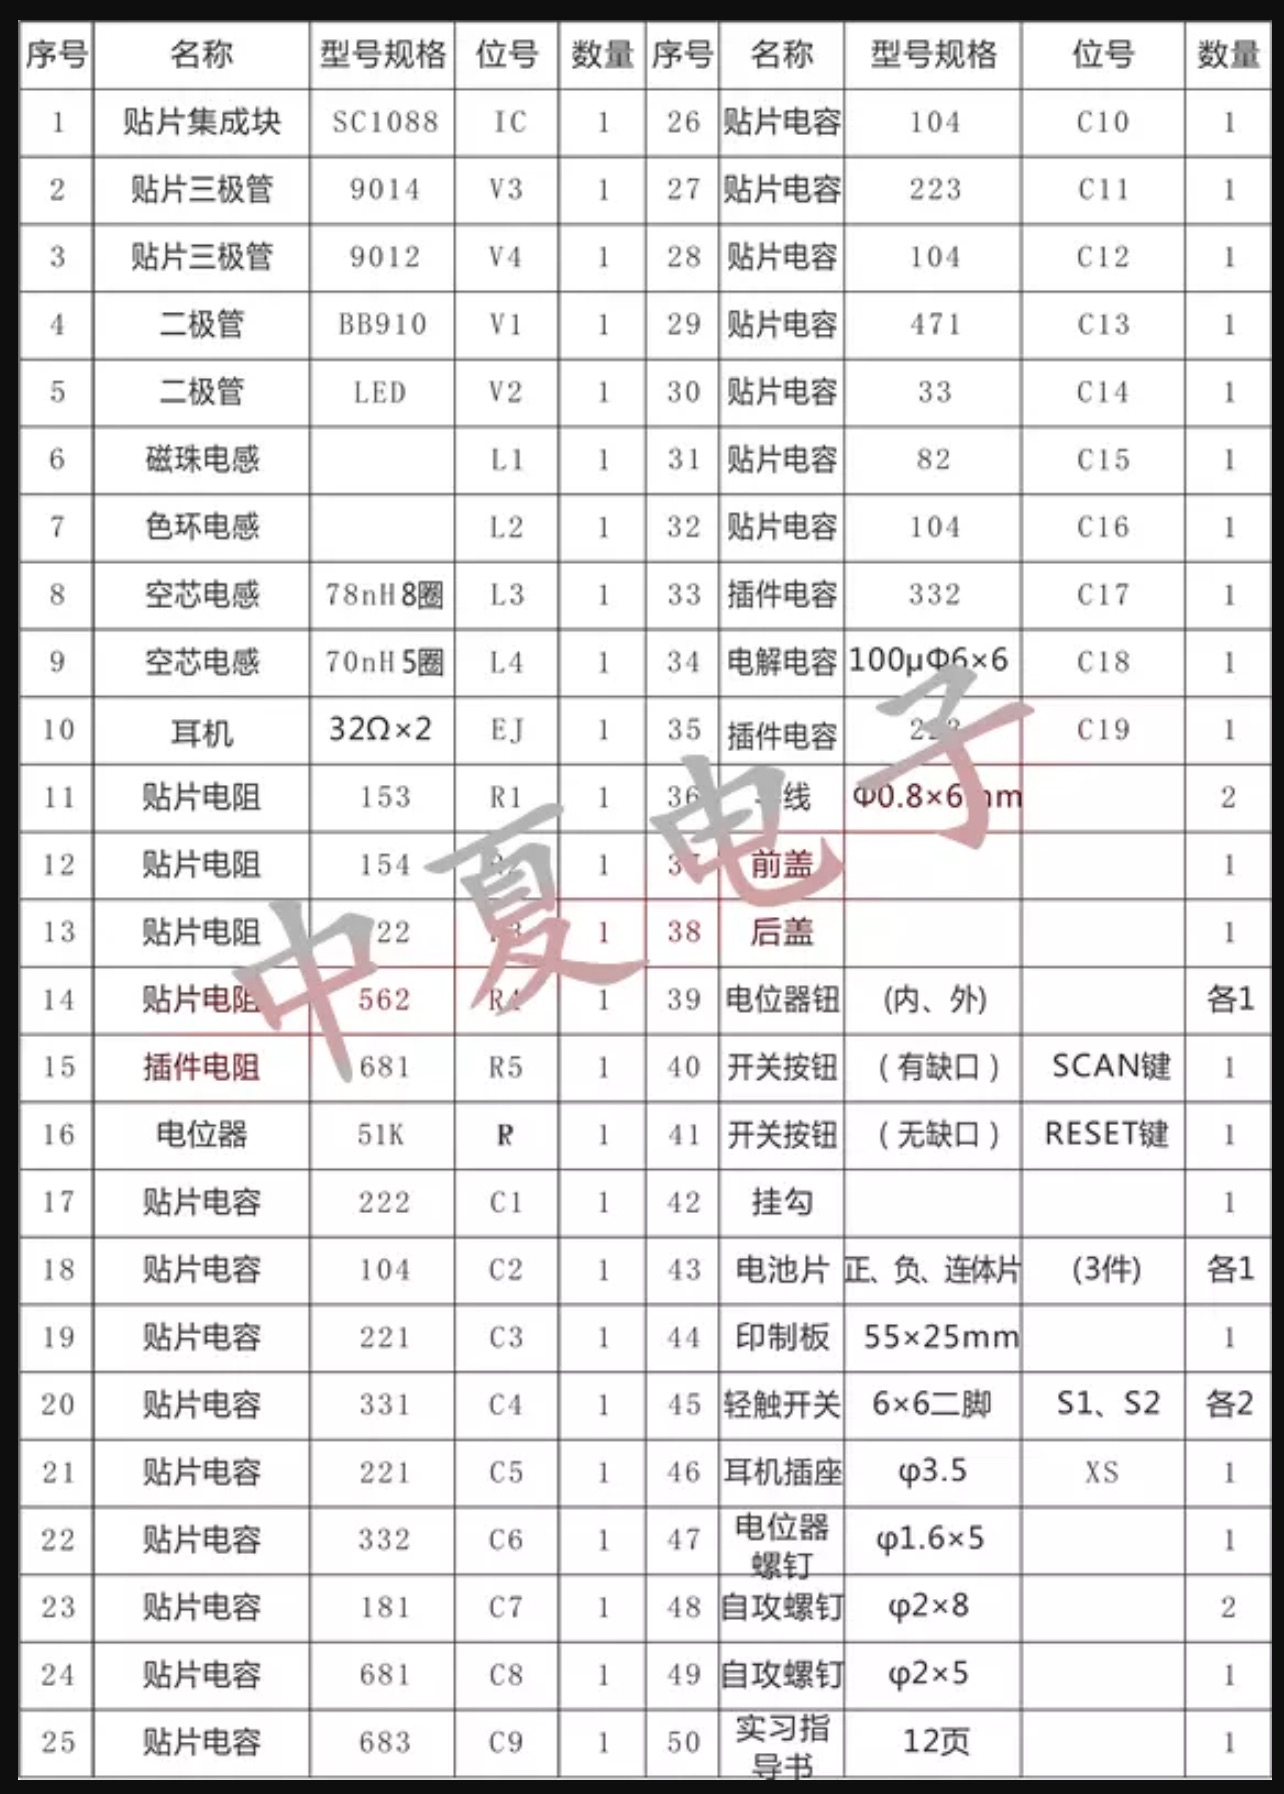 序号 名称 型号规格 位号 数量 序号 名称 型号规格 位号 数量
1 贴片集成块 SC1088 IC 1 26 贴片电容 104 C10 1
2 贴片三极管 9014 V3 1 27 贴片电容 223 C11 1
3 贴片三极管 9012 V4 1 28 贴片电容 104 C12 1
4 二极管 BB910 V1 1 29 贴片电容 471 C13 1
5 二极管 LED V2 1 30 贴片电容 33 C14 1
6 磁珠电感 L1 1 31 贴片电容 82 C15 1
7 色环电感 L2 1 32 贴片电容 104 C16 1
8 空芯电感 78nH 8圈 L3 1 33 插件电容 332 C17 1
9 空芯电感 70nH 5圈 L4 1 34 电解电容 100μΦ6×6 C18 1
10 耳机 32Ω×2 EJ 1 35 插件电容 C19 1
11 贴片电阻 153 R1 1 36 Φ0.8×6mm 2
12 贴片电阻 154 1 37 前盖 1
13 贴片电阻 22 R3 1 38 后盖 1
14 贴片电阻 562 R4 1 39 电位器钮 (内、外) 各1
15 插件电阻 681 R5 1 40 开关按钮 (有缺口) SCAN键 1
16 电位器 51K R 1 41 开关按钮 (无缺口) RESET键 1
17 贴片电容 222 C1 1 42 挂勾 1
18 贴片电容 104 C2 1 43 电池片 正、负、连体片 (3件) 各1
19 贴片电容 221 C3 1 44 印制板 55×25mm 1
20 贴片电容 331 C4 1 45 轻触开关 6×6二脚 S1、S2 各2
21 贴片电容 221 C5 1 46 耳机插座 φ3.5 XS 1
22 贴片电容 332 C6 1 47 电位器螺钉 φ1.6×5 1
23 贴片电容 181 C7 1 48 自攻螺钉 φ2×8 2
24 贴片电容 681 C8 1 49 自攻螺钉 φ2×5 1
25 贴片电容 683 C9 1 50 实习指导书 12页 1
中夏电子